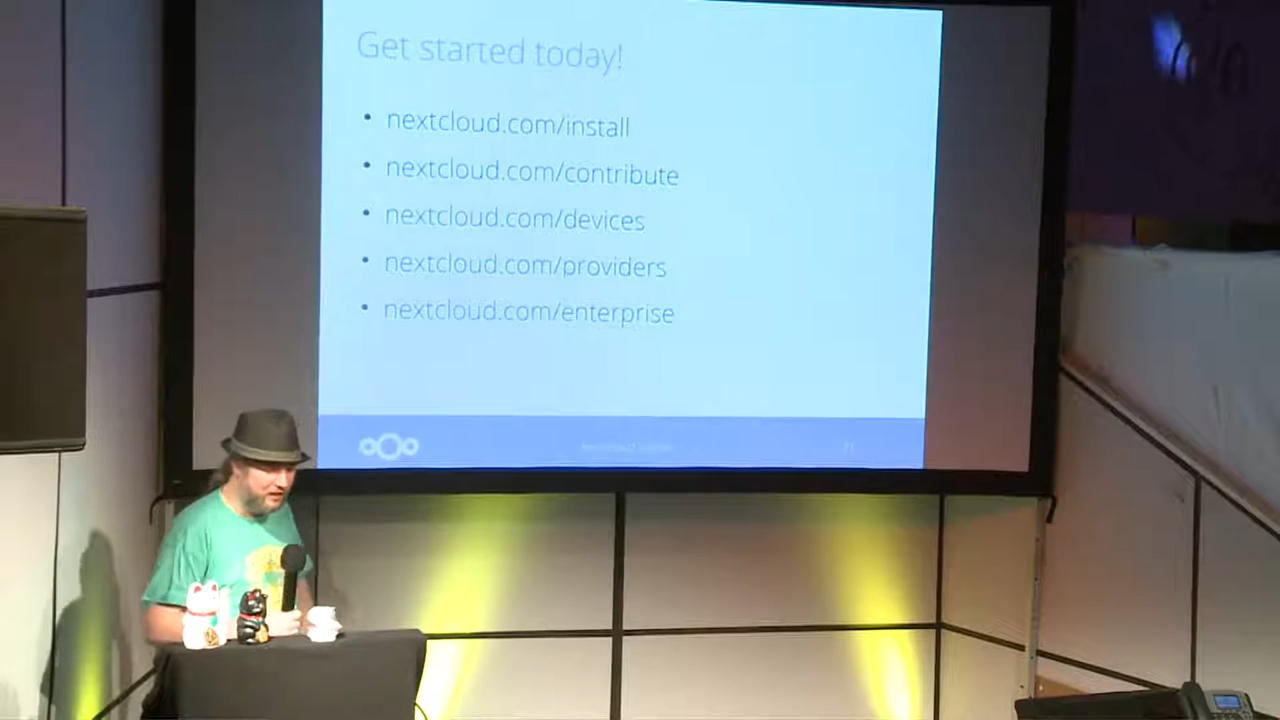 Get started today!
• nextcloud.com/install
• nextcloud.com/contribute
• nextcloud.com/devices
• nextcloud.com/providers
• nextcloud.com/enterprise